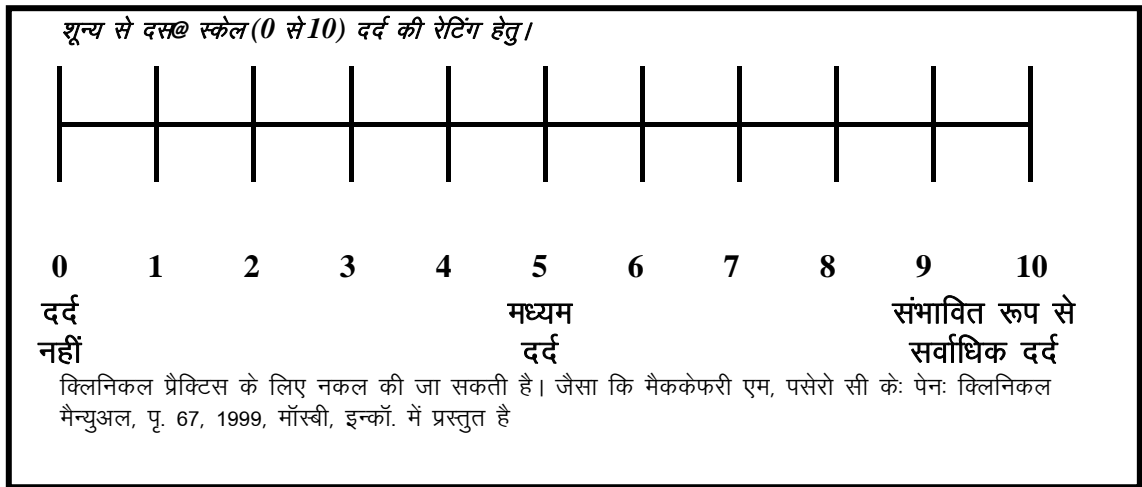 शून्य से दस@ स्केल (0 से 10) दर्द की रेटिंग हेतु।
0 1 2 3 4 5 6 7 8 9 10
दर्द मध्यम संभावित रूप से
नहीं दर्द सर्वाधिक दर्द
क्लिनिकल प्रैक्टिस के लिए नकल की जा सकती है। जैसा कि मैककेफरी एम, पसेरो सी केः पेनः क्लिनिकल
मैन्युअल, पृ. 67, 1999, मॉस्बी, इन्कॉ. में प्रस्तुत है